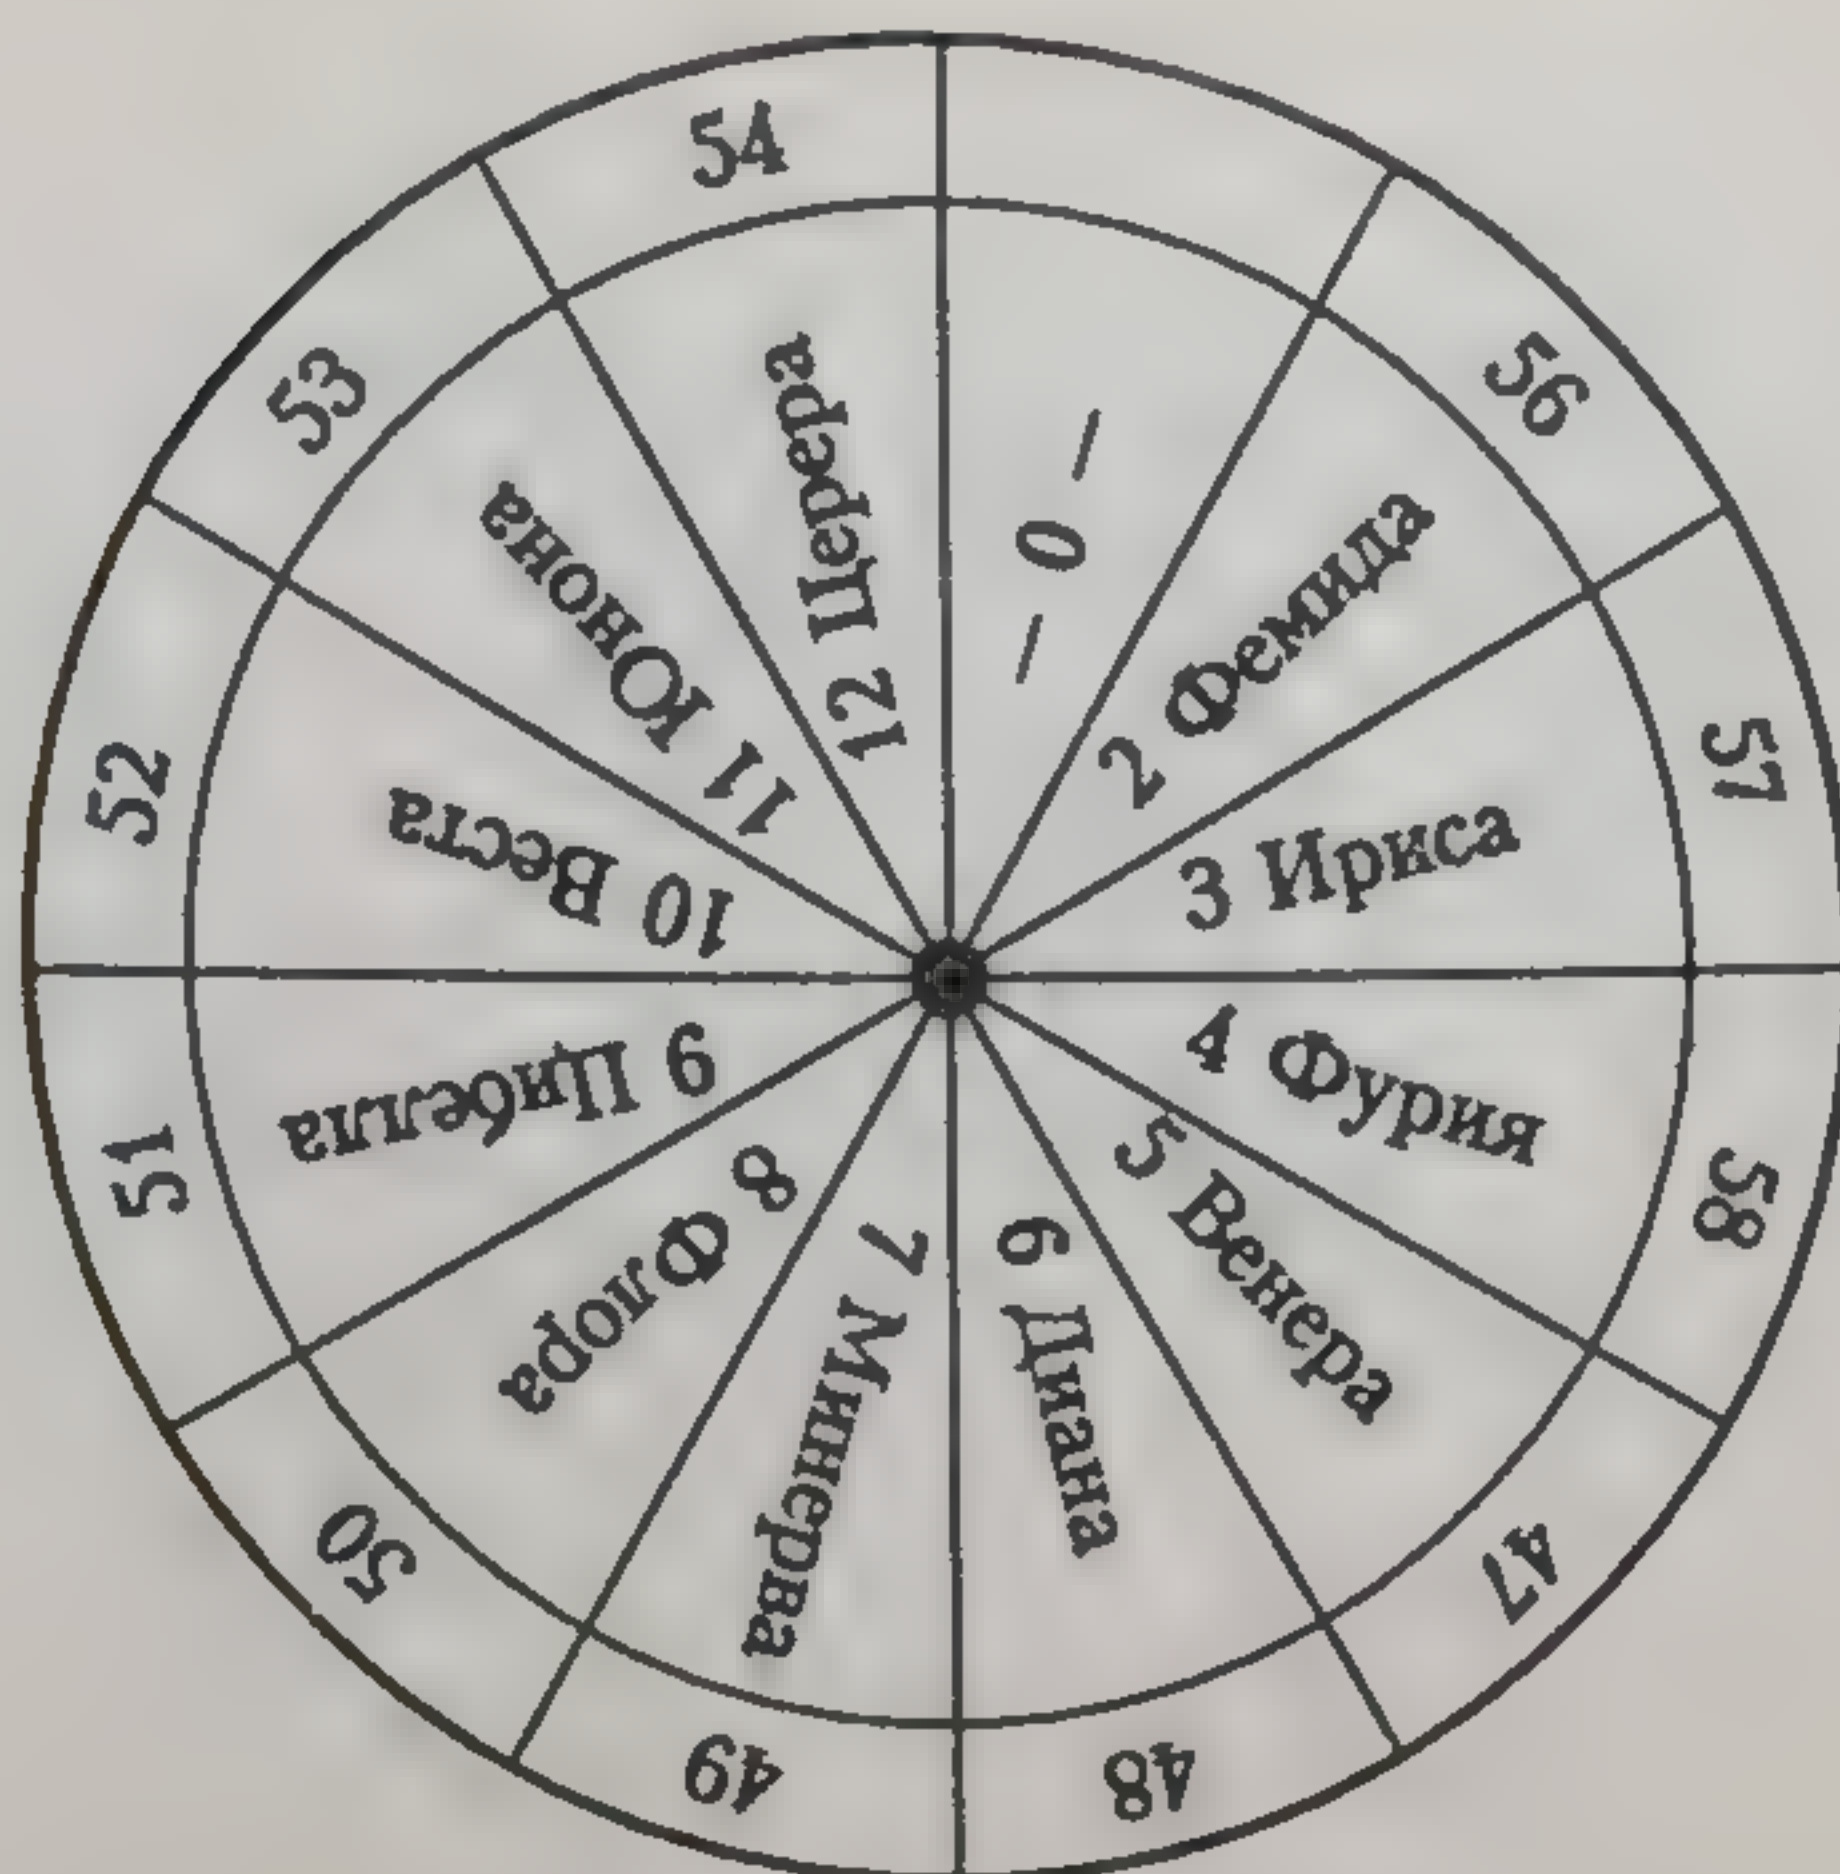 54
56
57
58
47
48
49
50
51
52
53
— 0 —
2 Фемида
3 Ириса
4 Фурия
5 Венера
6 Диана
7 Минерва
8 Флора
9 Цибелла
10 Веста
11 Юнона
12 Церера